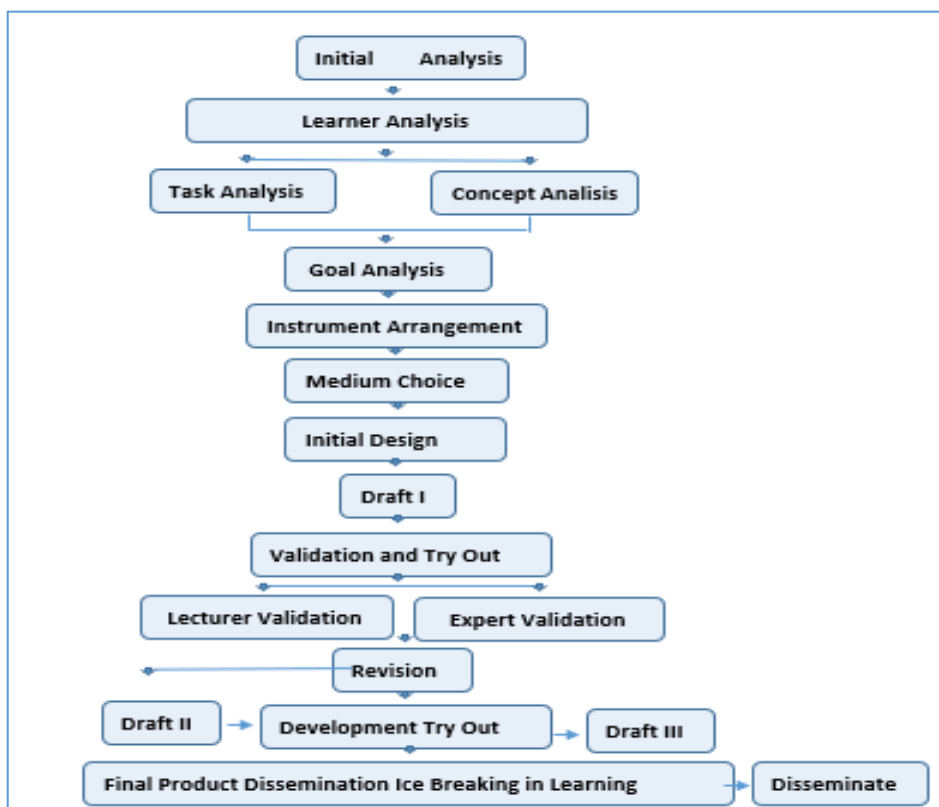 Initial Analysis
Learner Analysis
Task Analysis
Concept Analisis
Goal Analysis
Instrument Arrangement
Medium Choice
Initial Design
Draft I
Validation and Try Out
Lecturer Validation
Expert Validation
Revision
Draft II
Development Try Out
Draft III
Final Product Dissemination Ice Breaking in Learning
Disseminate